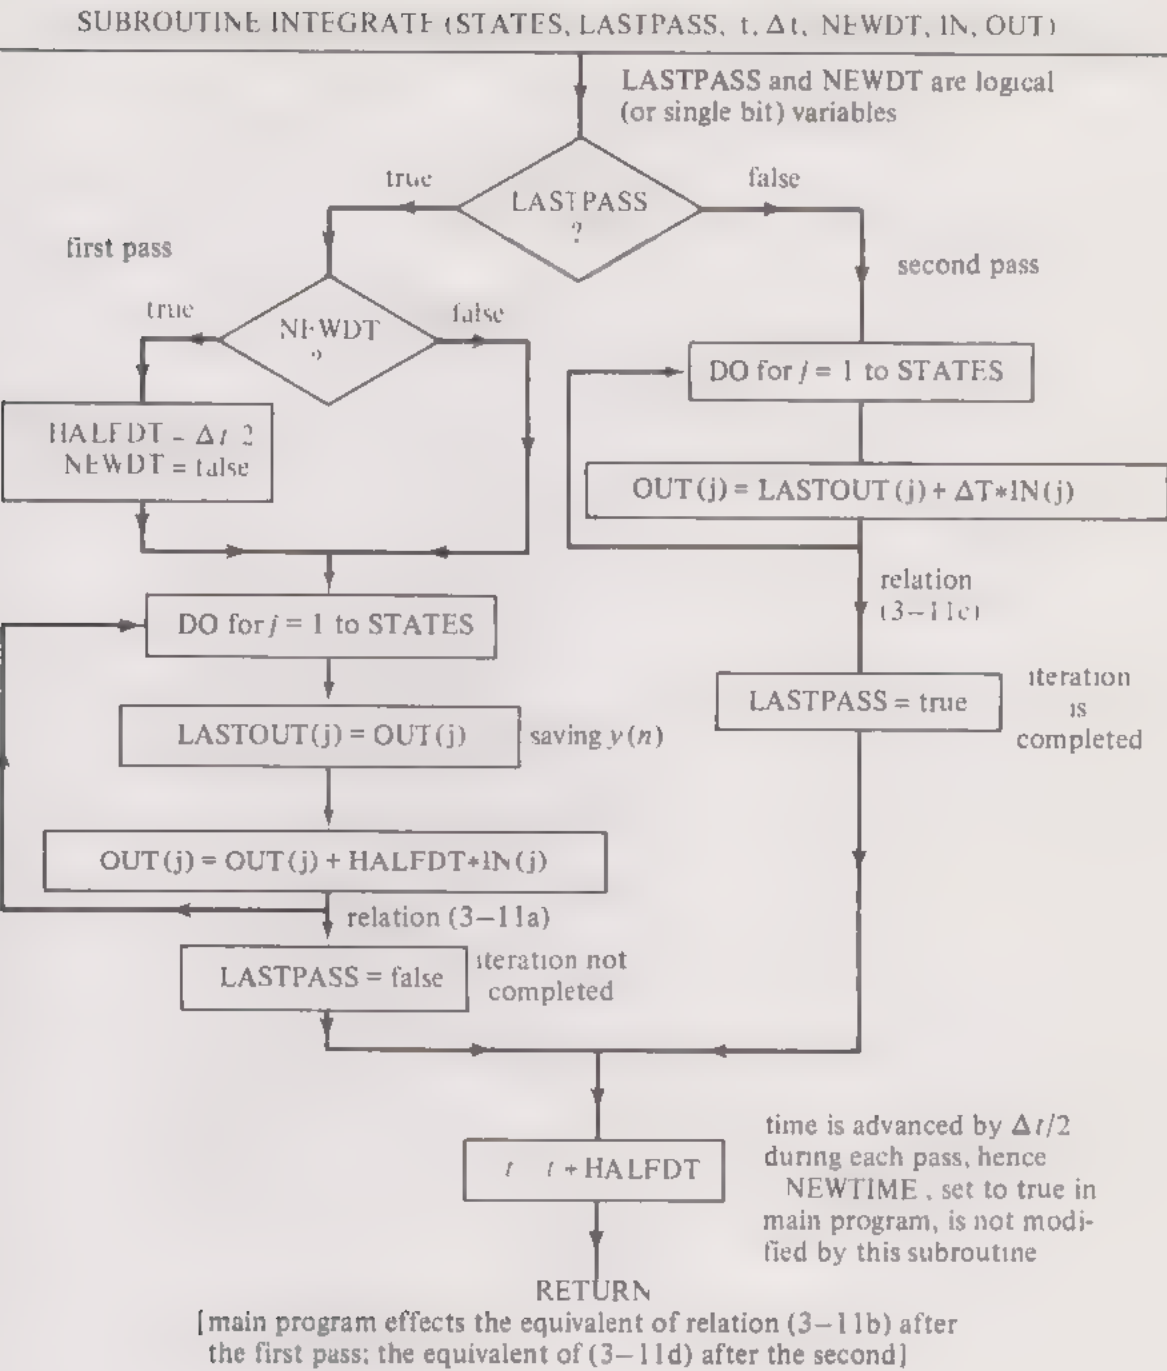 SUBROUTINE INTEGRATE (STATES, LASTPASS, t, Δt, NEWDT, IN, OUT)
LASTPASS and NEWDT are logical
(or single bit) variables
LASTPASS
?
true
false
first pass
second pass
NEWDT
?
true
false
HALFDT = Δt/2
NEWDT = false
DO for j = 1 to STATES
OUT(j) = LASTOUT(j) + ΔT*IN(j)
relation
(3–11c)
LASTPASS = true
iteration
is
completed
DO for j = 1 to STATES
LASTOUT(j) = OUT(j)
saving y(n)
OUT(j) = OUT(j) + HALFDT*IN(j)
relation (3–11a)
LASTPASS = false
iteration not
completed
t t + HALFDT
time is advanced by Δt/2
during each pass, hence
NEWTIME, set to true in
main program, is not modi-
fied by this subroutine
RETURN
[main program effects the equivalent of relation (3–11b) after
the first pass; the equivalent of (3–11d) after the second]